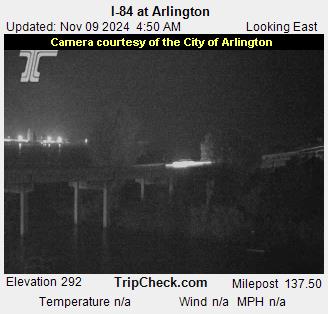 I-84 at Arlington
Updated: Nov 09 2024 4:50 AM Looking East
Camera courtesy of the City of Arlington
Elevation 292 TripCheck.com Milepost 137.50
Temperature n/a Wind n/a MPH n/a